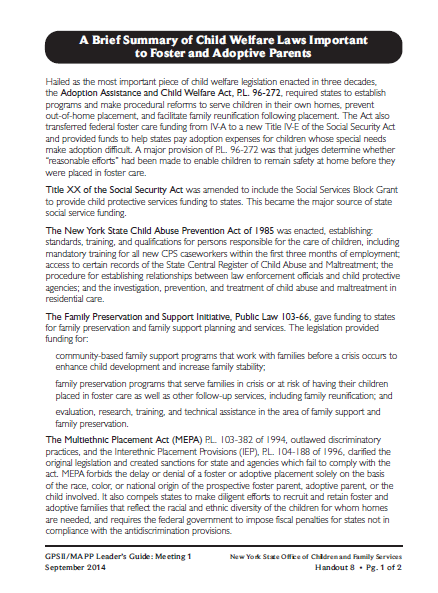 A Brief Summary of Child Welfare Laws Important
to Foster and Adoptive Parents
Hailed as the most important piece of child welfare legislation enacted in three decades,
the Adoption Assistance and Child Welfare Act, P.L. 96-272, required states to establish
programs and make procedural reforms to serve children in their own homes, prevent
out-of-home placement, and facilitate family reunification following placement. The Act also
transferred federal foster care funding from IV-A to a new Title IV-E of the Social Security Act
and provided funds to help states pay adoption expenses for children whose special needs
make adoption difficult. A major provision of P.L. 96-272 was that judges determine whether
“reasonable efforts” had been made to enable children to remain safely at home before they
were placed in foster care.
Title XX of the Social Security Act was amended to include the Social Services Block Grant
to provide child protective services funding to states. This became the major source of state
social service funding.
The New York State Child Abuse Prevention Act of 1985 was enacted, establishing:
standards, training, and qualifications for persons responsible for the care of children, including
mandatory training for all new CPS caseworkers within the first three months of employment;
access to certain records of the State Central Register of Child Abuse and Maltreatment; the
procedure for establishing relationships between law enforcement officials and child protective
agencies; and the investigation, prevention, and treatment of child abuse and maltreatment in
residential care.
The Family Preservation and Support Initiative, Public Law 103-66, gave funding to states
for family preservation and family support planning and services. The legislation provided
funding for:
community-based family support programs that work with families before a crisis occurs to
enhance child development and increase family stability;
family preservation programs that serve families in crisis or at risk of having their children
placed in foster care as well as other follow-up services, including family reunification; and
evaluation, research, training, and technical assistance in the area of family support and
family preservation.
The Multiethnic Placement Act (MEPA) P.L. 103-382 of 1994, outlawed discriminatory
practices, and the Interethnic Placement Provisions (IEP), P.L. 104-188 of 1996, clarified the
original legislation and created sanctions for state and agencies which fail to comply with the
act. MEPA forbids the delay or denial of a foster or adoptive placement solely on the basis
of the race, color, or national origin of the prospective foster parent, adoptive parent, or the
child involved. It also compels states to make diligent efforts to recruit and retain foster and
adoptive families that reflect the racial and ethnic diversity of the children for whom homes
are needed, and requires the federal government to impose fiscal penalties for states not in
compliance with the antidiscrimination provisions.
GPSII/MAPP Leader's Guide: Meeting 1 New York State Office of Children and Family Services
September 2014 Handout 8 • Pg. 1 of 2